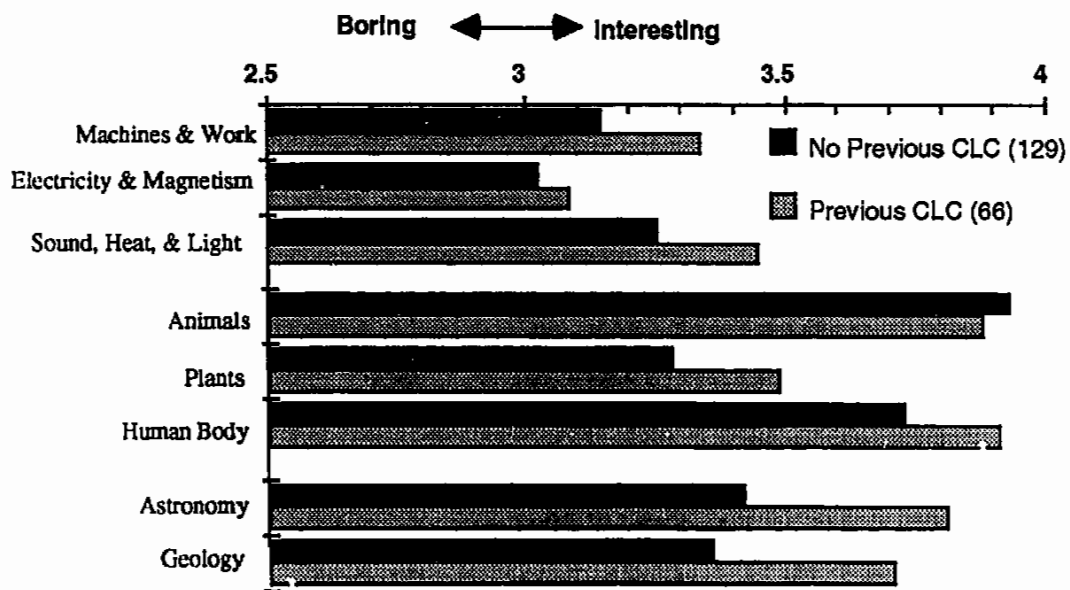 Boring Interesting
2.5 3 3.5 4
Machines & Work
No Previous CLC (129)
Electricity & Magnetism
Previous CLC (66)
Sound, Heat, & Light
Animals
Plants
Human Body
Astronomy
Geology